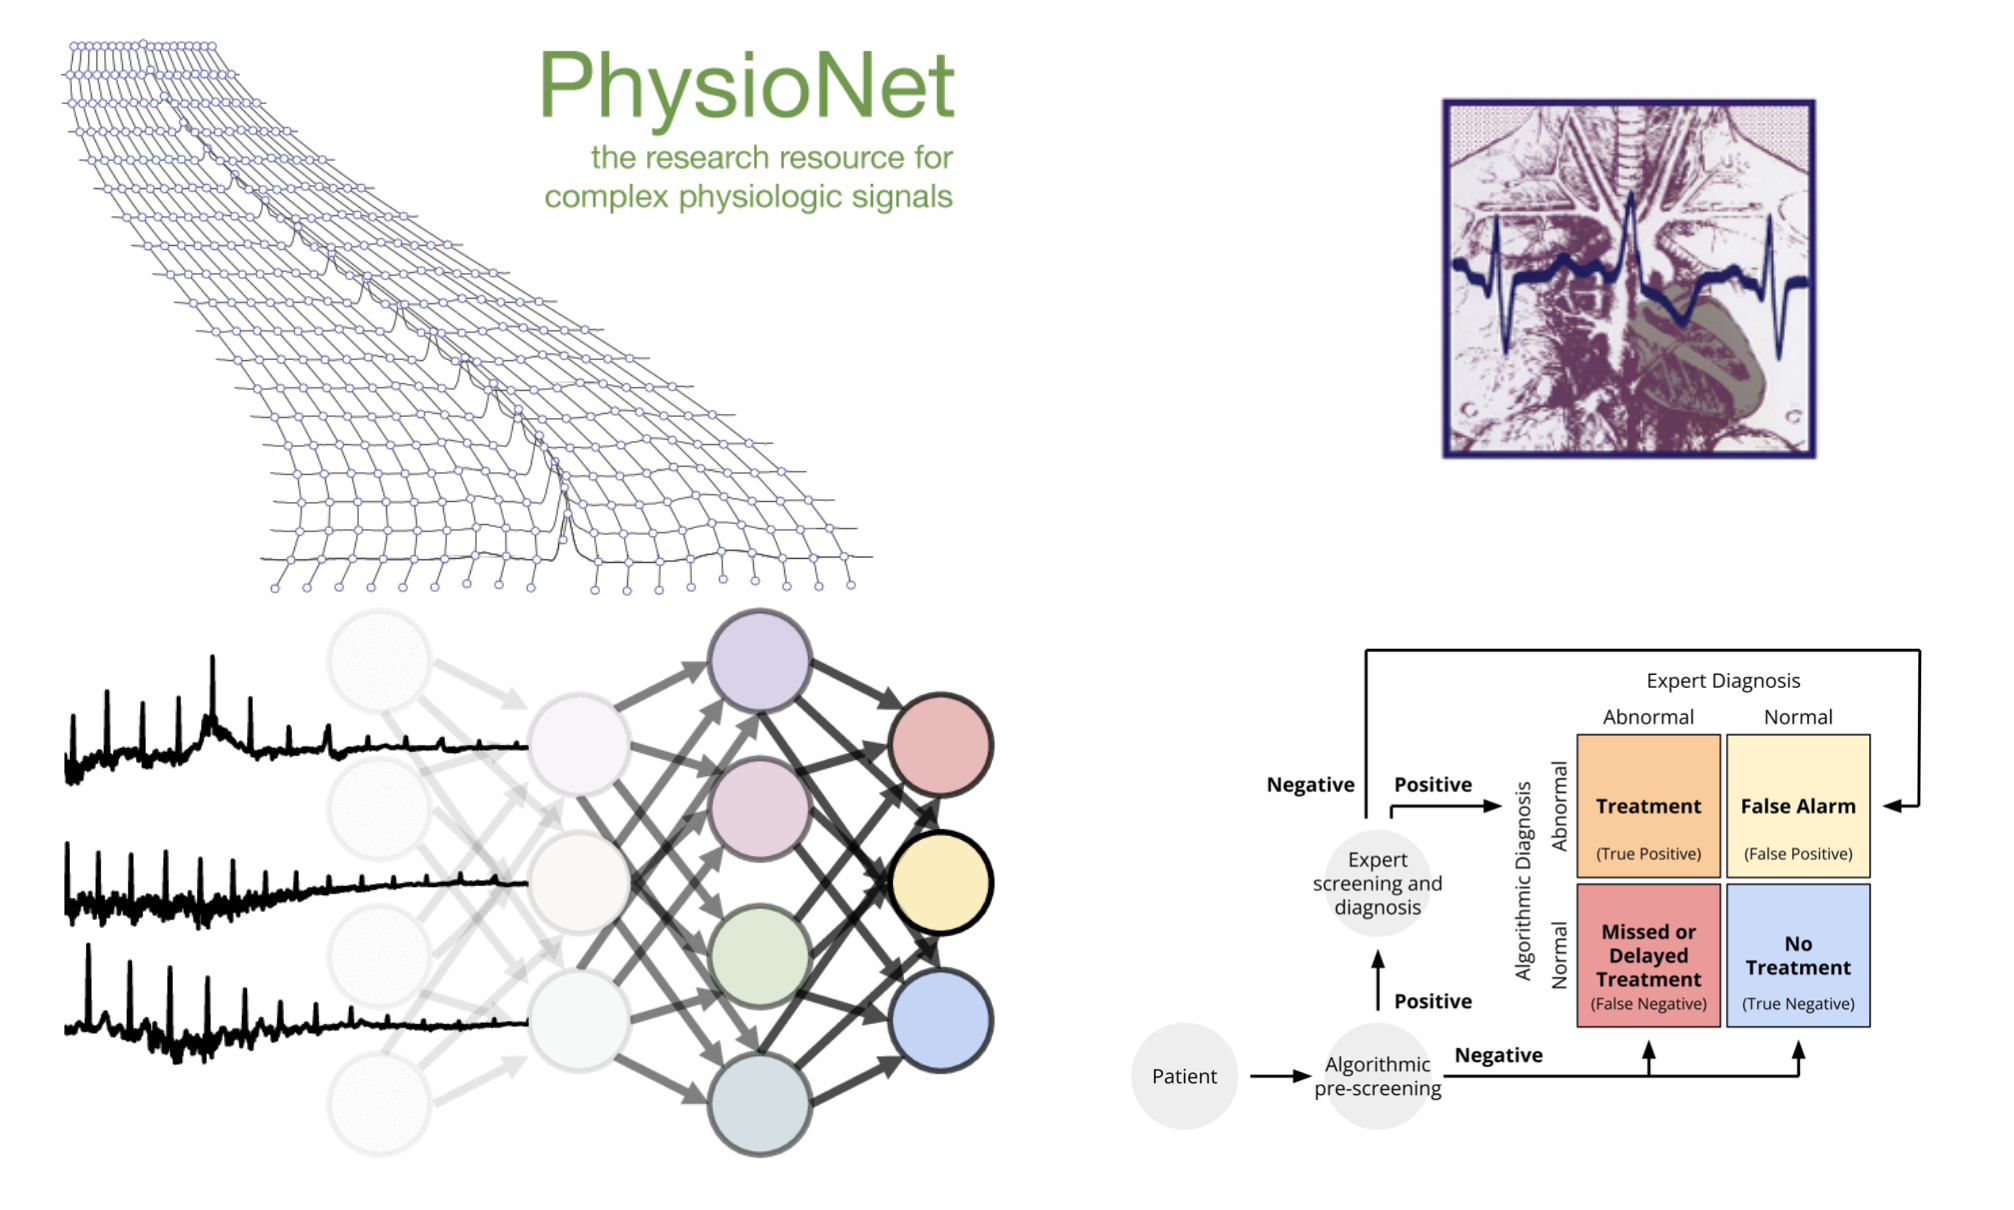 PhysioNet
the research resource for
complex physiologic signals
Expert Diagnosis
Abnormal
Normal
Negative
Positive
Algorithmic Diagnosis
Abnormal
Normal
Treatment
(True Positive)
False Alarm
(False Positive)
Expert
screening and
diagnosis
Missed or
Delayed
Treatment
(False Negative)
No
Treatment
(True Negative)
Positive
Negative
Patient
Algorithmic
pre-screening